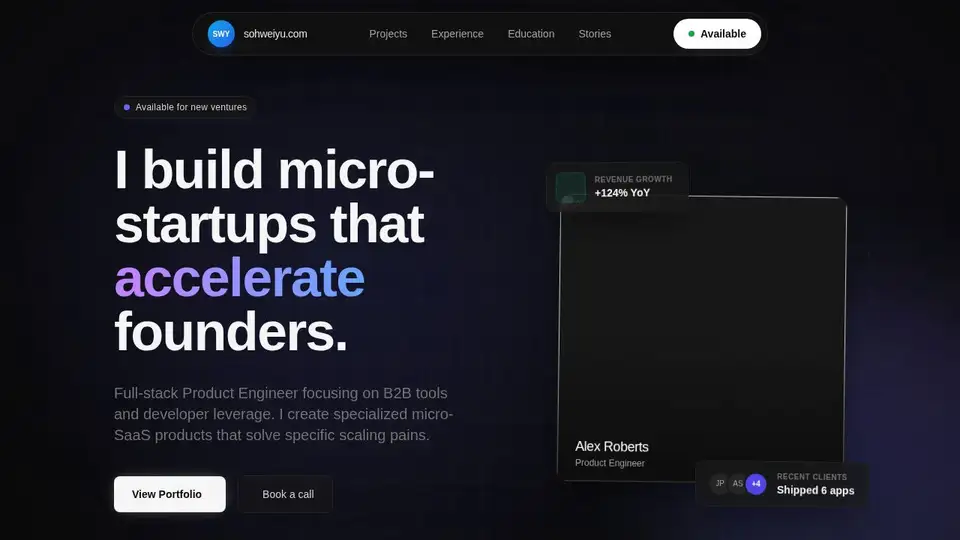 SWY sohweiyu.com Projects Experience Education Stories Available
Available for new ventures
I build micro-
startups that
accelerate
founders.
Full-stack Product Engineer focusing on B2B tools
and developer leverage. I create specialized micro-
SaaS products that solve specific scaling pains.
View Portfolio Book a call
REVENUE GROWTH
+124% YoY
Alex Roberts
Product Engineer
JP AS +4
RECENT CLIENTS
Shipped 6 apps